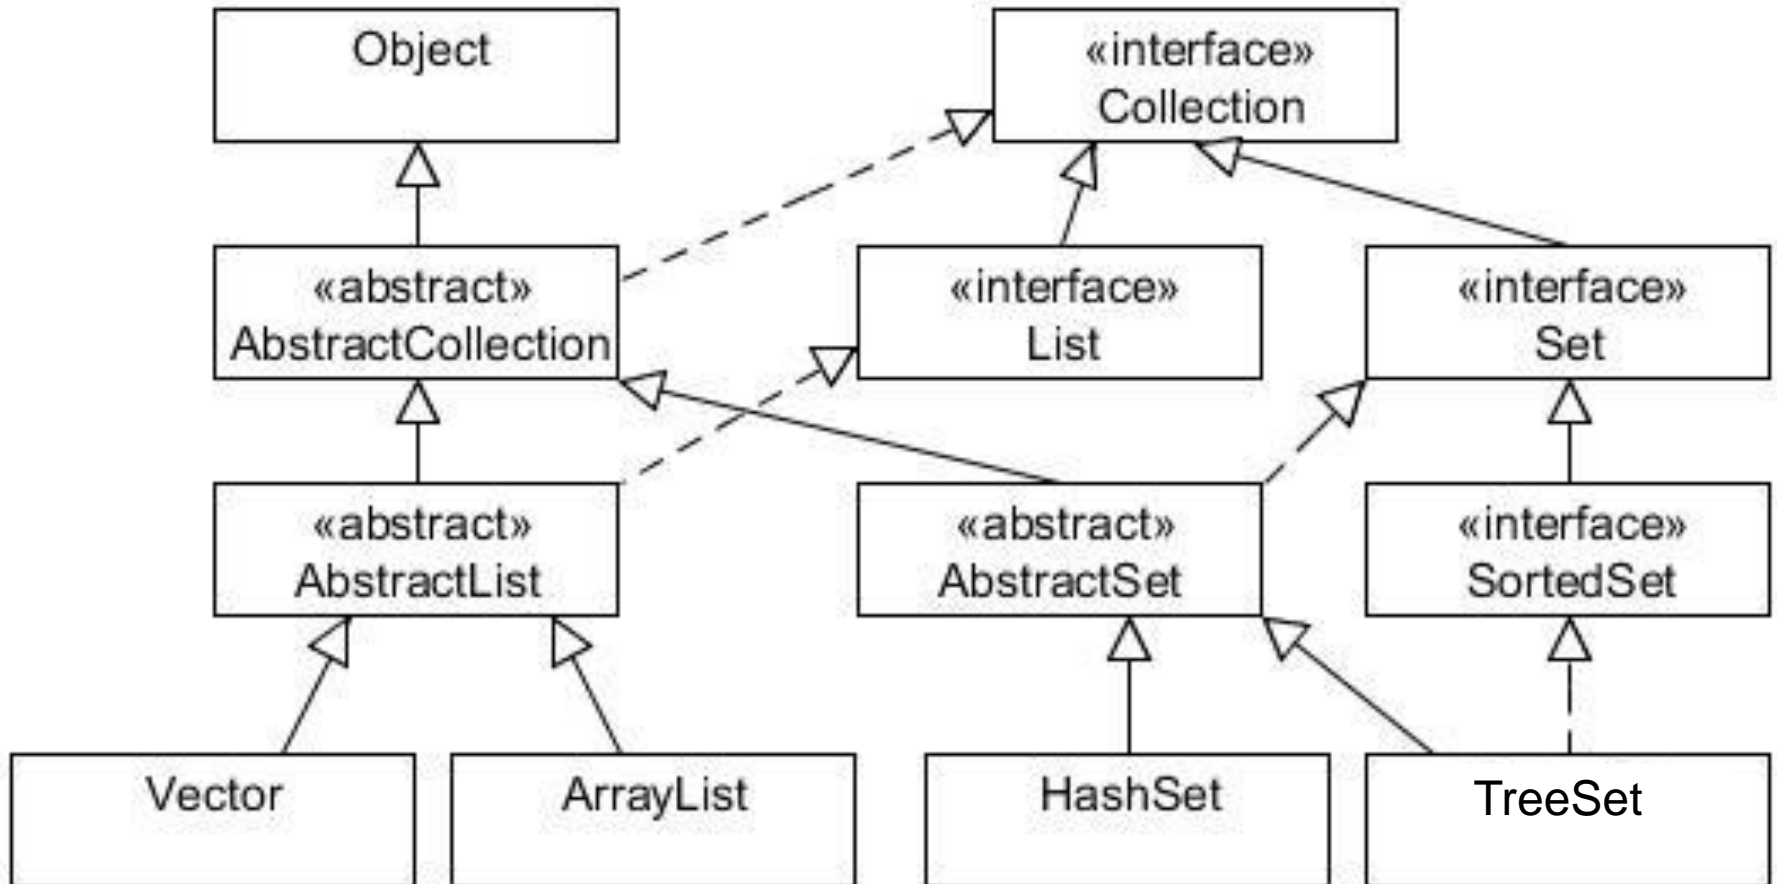 Object
«interface»
Collection
«abstract»
AbstractCollection
«interface»
List
«interface»
Set
«abstract»
AbstractList
«abstract»
AbstractSet
«interface»
SortedSet
Vector
ArrayList
HashSet
TreeSet